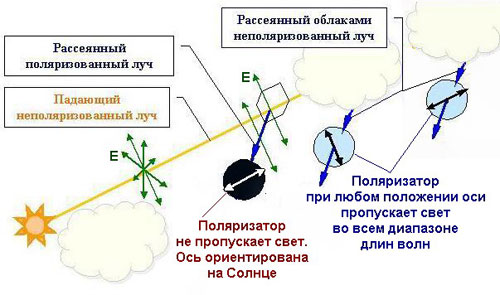 Рассеянный
поляризованный луч
Рассеянный облаками
неполяризованный луч
Падающий
неполяризованный луч
E
E
Поляризатор
не пропускает свет.
Ось ориентирована
на Солнце
Поляризатор
при любом положении оси
пропускает свет
во всем диапазоне
длин волн